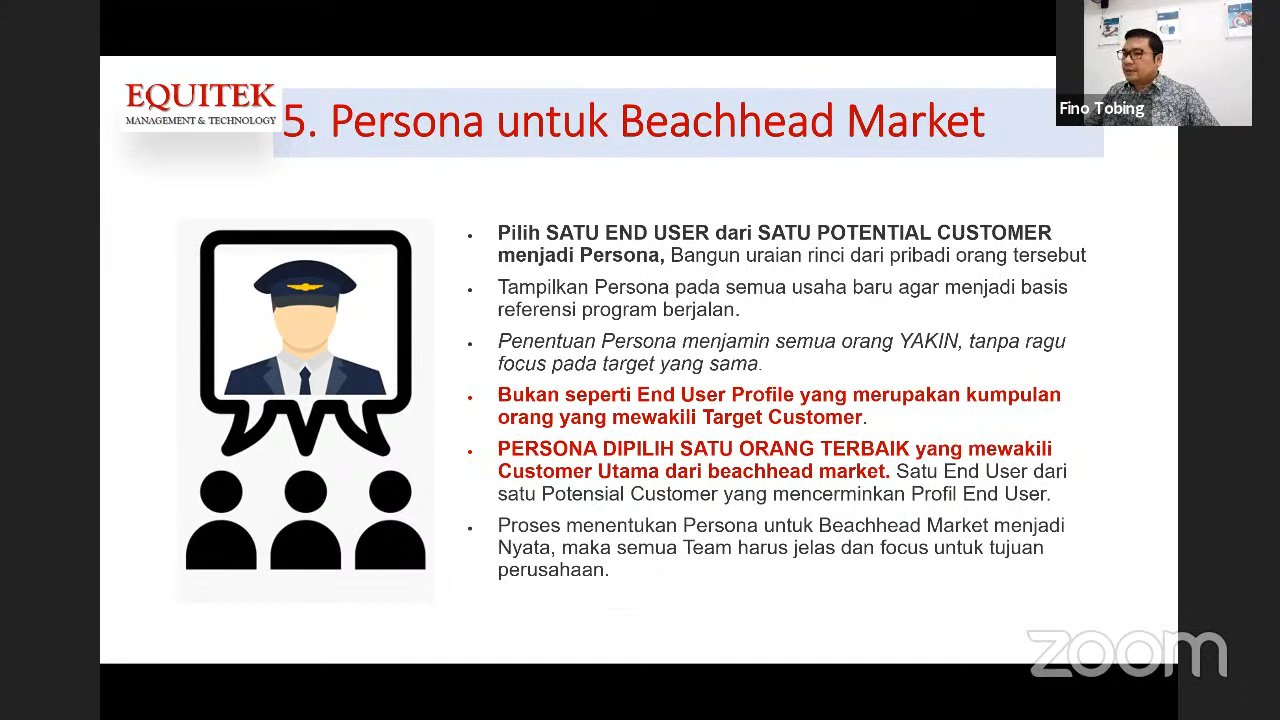 EQUITEK
MANAGEMENT & TECHNOLOGY
5. Persona untuk Beachhead Market
Fino Tobing
• Pilih SATU END USER dari SATU POTENTIAL CUSTOMER
menjadi Persona, Bangun uraian rinci dari pribadi orang tersebut
• Tampilkan Persona pada semua usaha baru agar menjadi basis
referensi program berjalan.
• Penentuan Persona menjamin semua orang YAKIN, tanpa ragu
focus pada target yang sama.
• Bukan seperti End User Profile yang merupakan kumpulan
orang yang mewakili Target Customer.
• PERSONA DIPILIH SATU ORANG TERBAIK yang mewakili
Customer Utama dari beachhead market. Satu End User dari
satu Potensial Customer yang mencerminkan Profil End User.
• Proses menentukan Persona untuk Beachhead Market menjadi
Nyata, maka semua Team harus jelas dan focus untuk tujuan
perusahaan.
zoom